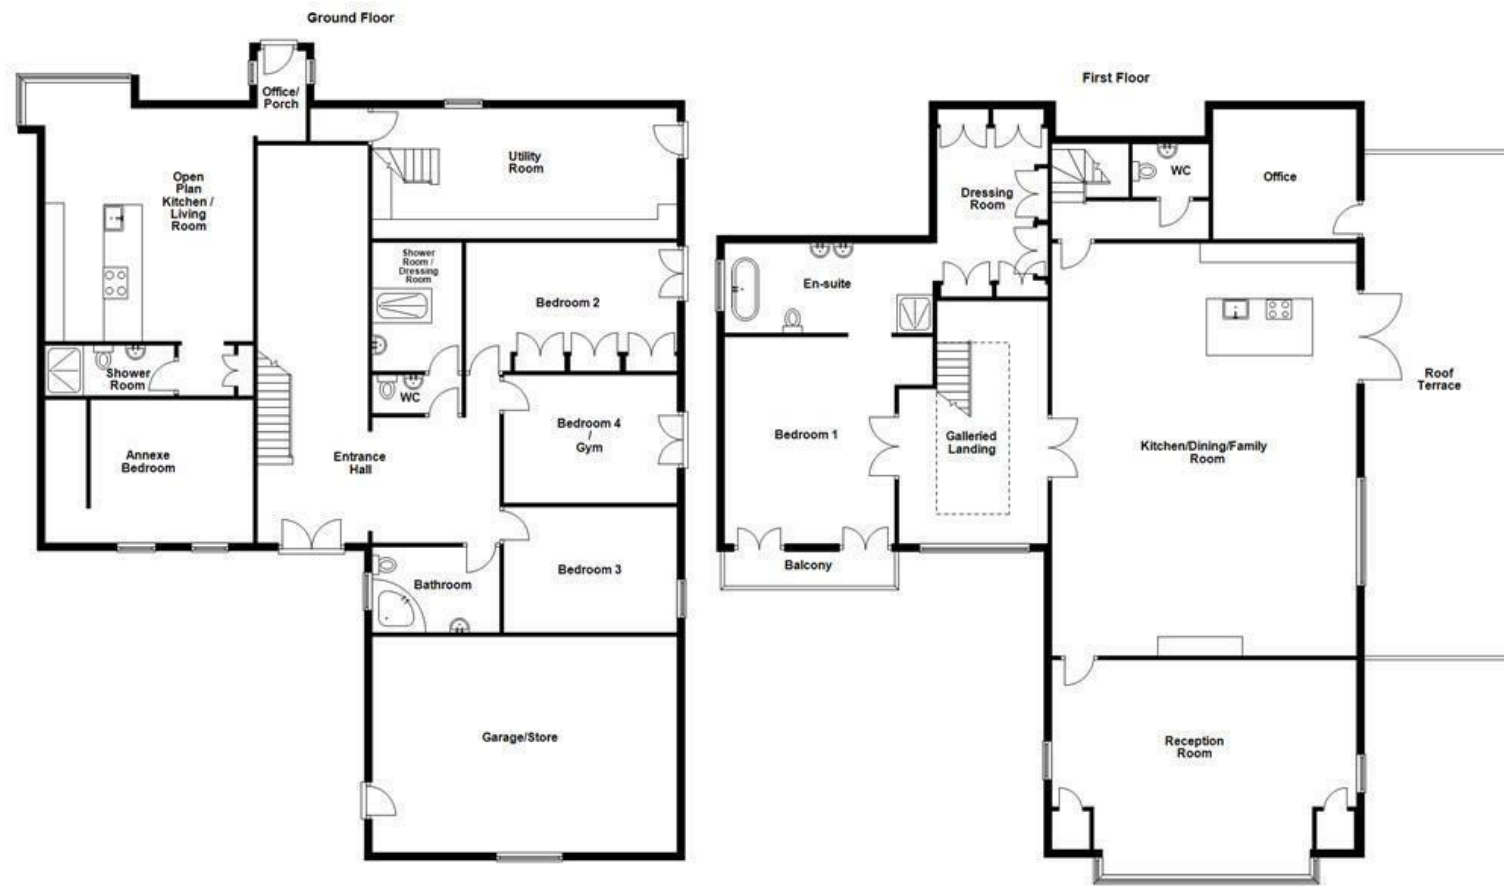 Ground Floor
Office/
Porch
Open
Plan
Kitchen /
Living
Room
Utility
Room
Shower
Room /
Dressing
Room
Bedroom 2
Shower
Room
WC
Bedroom 4
/
Gym
Annexe
Bedroom
Entrance
Hall
Bathroom
Bedroom 3
Garage/Store
First Floor
Dressing
Room
WC
Office
En-suite
Roof
Terrace
Bedroom 1
Galleried
Landing
Kitchen/Dining/Family
Room
Balcony
Reception
Room